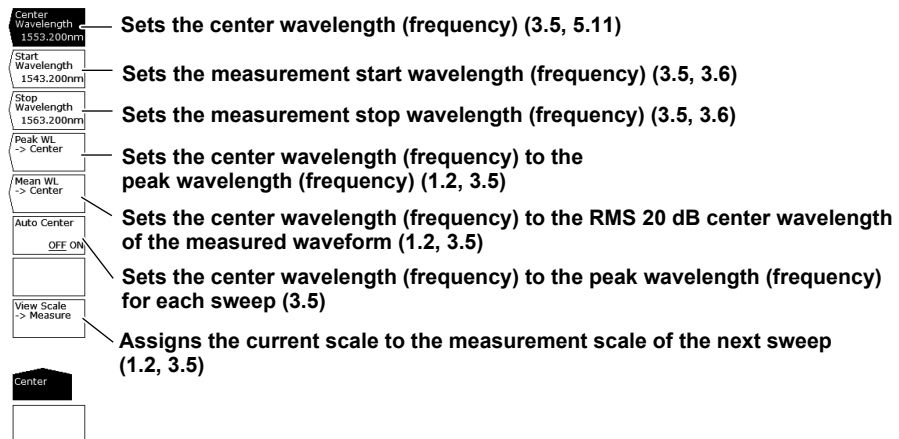 Center
Wavelength
1553.200nm
Sets the center wavelength (frequency) (3.5, 5.11)
Start
Wavelength
1543.200nm
Sets the measurement start wavelength (frequency) (3.5, 3.6)
Stop
Wavelength
1563.200nm
Sets the measurement stop wavelength (frequency) (3.5, 3.6)
Peak WL
-> Center
Sets the center wavelength (frequency) to the
peak wavelength (frequency) (1.2, 3.5)
Mean WL
-> Center
Sets the center wavelength (frequency) to the RMS 20 dB center wavelength
of the measured waveform (1.2, 3.5)
Auto Center
OFF ON
Sets the center wavelength (frequency) to the peak wavelength (frequency)
for each sweep (3.5)
View Scale
-> Measure
Assigns the current scale to the measurement scale of the next sweep
(1.2, 3.5)
Center